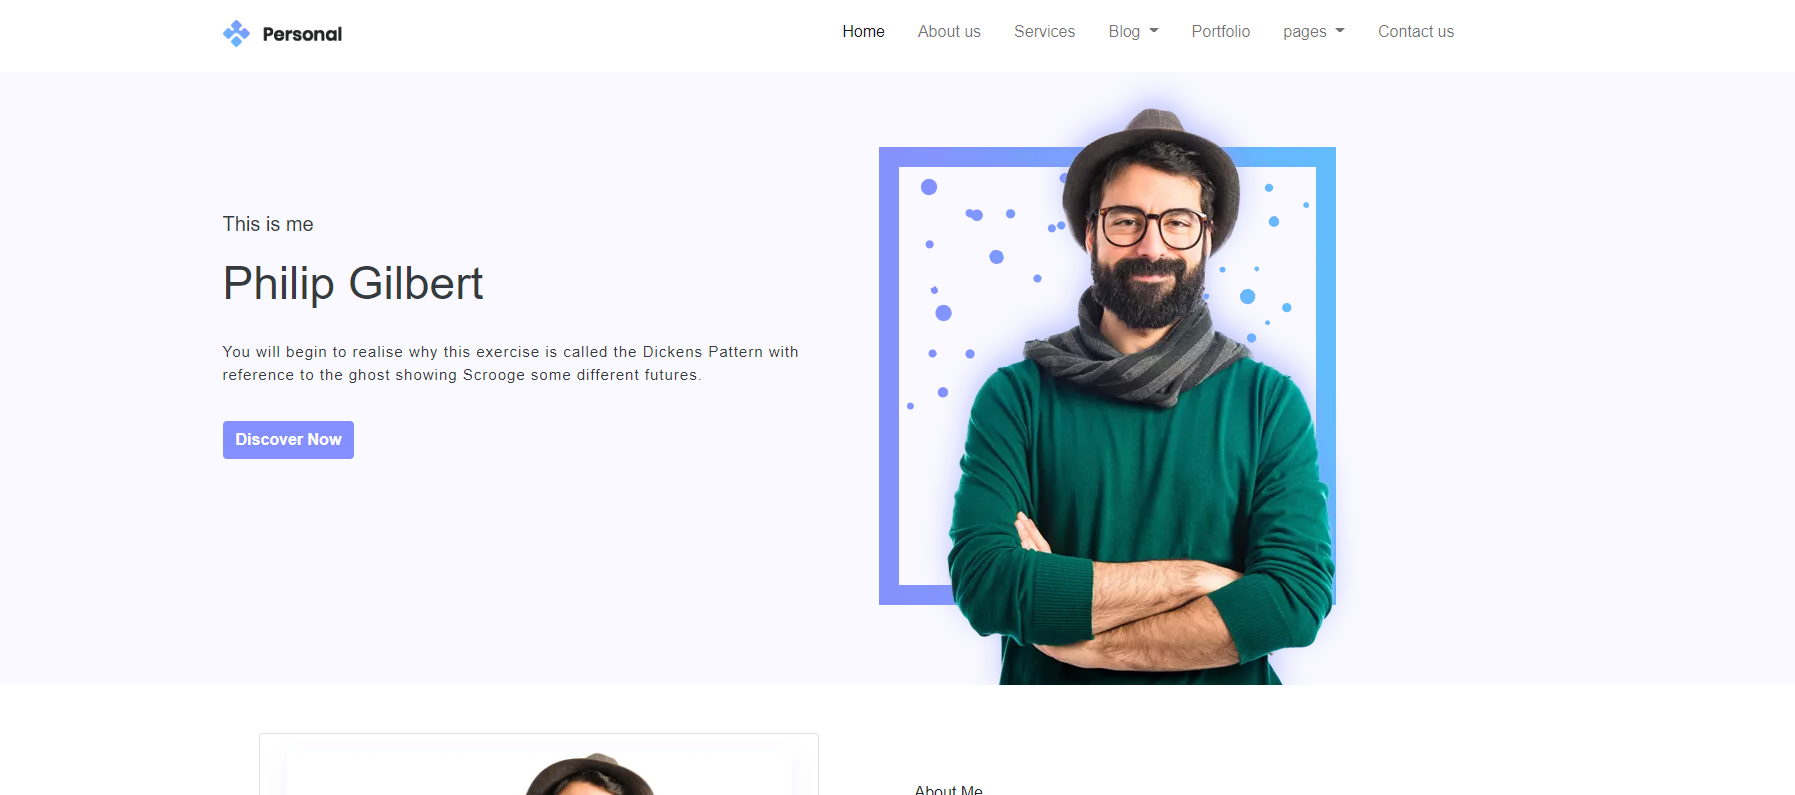 Personal
Home About us Services Blog Portfolio pages Contact us
This is me
Philip Gilbert
You will begin to realise why this exercise is called the Dickens Pattern with
reference to the ghost showing Scrooge some different futures.
Discover Now
About Me